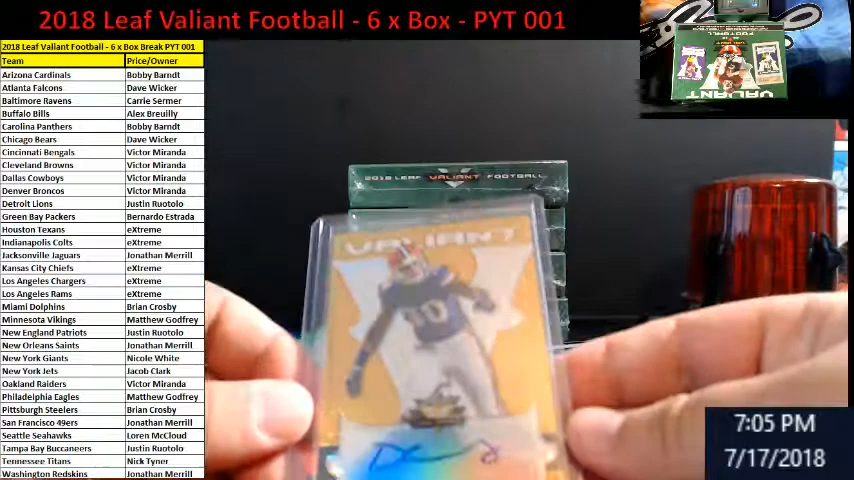 2018 Leaf Valiant Football - 6 x Box - PYT 001
2018 Leaf Valiant Football - 6 x Box Break PYT 001
Team Price/Owner
Arizona Cardinals Bobby Barndt
Atlanta Falcons Dave Wicker
Baltimore Ravens Carrie Sermer
Buffalo Bills Alex Breuilly
Carolina Panthers Bobby Barndt
Chicago Bears Dave Wicker
Cincinnati Bengals Victor Miranda
Cleveland Browns Victor Miranda
Dallas Cowboys Victor Miranda
Denver Broncos Victor Miranda
Detroit Lions Justin Ruotolo
Green Bay Packers Bernardo Estrada
Houston Texans eXtreme
Indianapolis Colts eXtreme
Jacksonville Jaguars Jonathan Merrill
Kansas City Chiefs eXtreme
Los Angeles Chargers eXtreme
Los Angeles Rams eXtreme
Miami Dolphins Brian Crosby
Minnesota Vikings Matthew Godfrey
New England Patriots Justin Ruotolo
New Orleans Saints Jonathan Merrill
New York Giants Nicole White
New York Jets Jacob Clark
Oakland Raiders Victor Miranda
Philadelphia Eagles Matthew Godfrey
Pittsburgh Steelers Brian Crosby
San Francisco 49ers Jonathan Merrill
Seattle Seahawks Loren McCloud
Tampa Bay Buccaneers Justin Ruotolo
Tennessee Titans Nick Tyner
Washington Redskins Jonathan Merrill
VALIANT
FOOTBALL
2018 LEAF VALIANT FOOTBALL
VALIANT
10
7:05 PM
7/17/2018